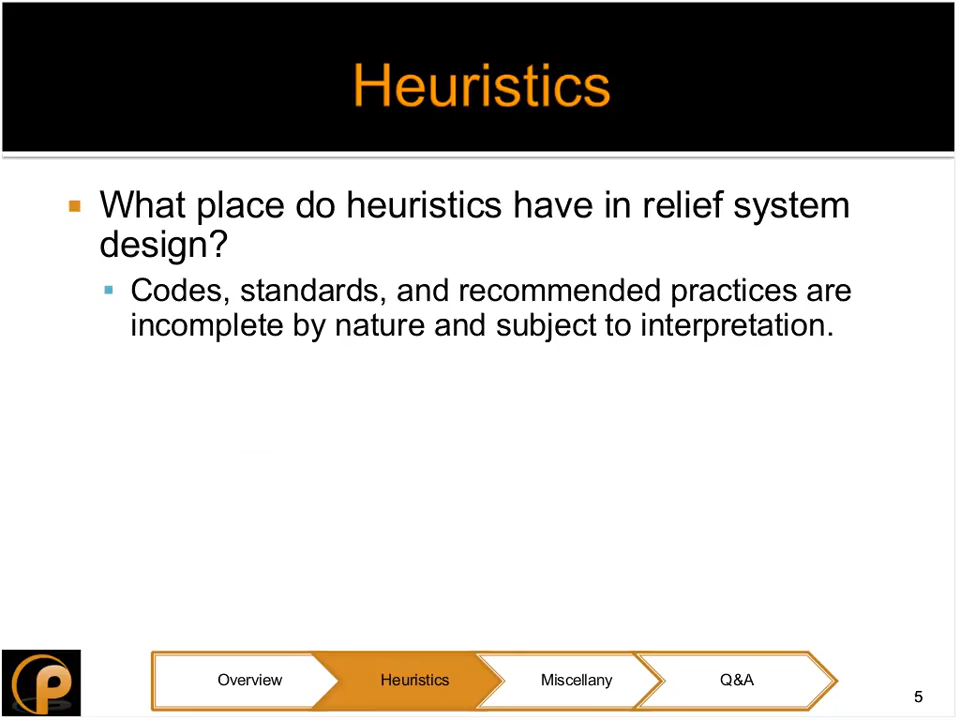 Heuristics
What place do heuristics have in relief system
design?
Codes, standards, and recommended practices are
incomplete by nature and subject to interpretation.
p
Overview
Heuristics
Miscellany
Q&A
5